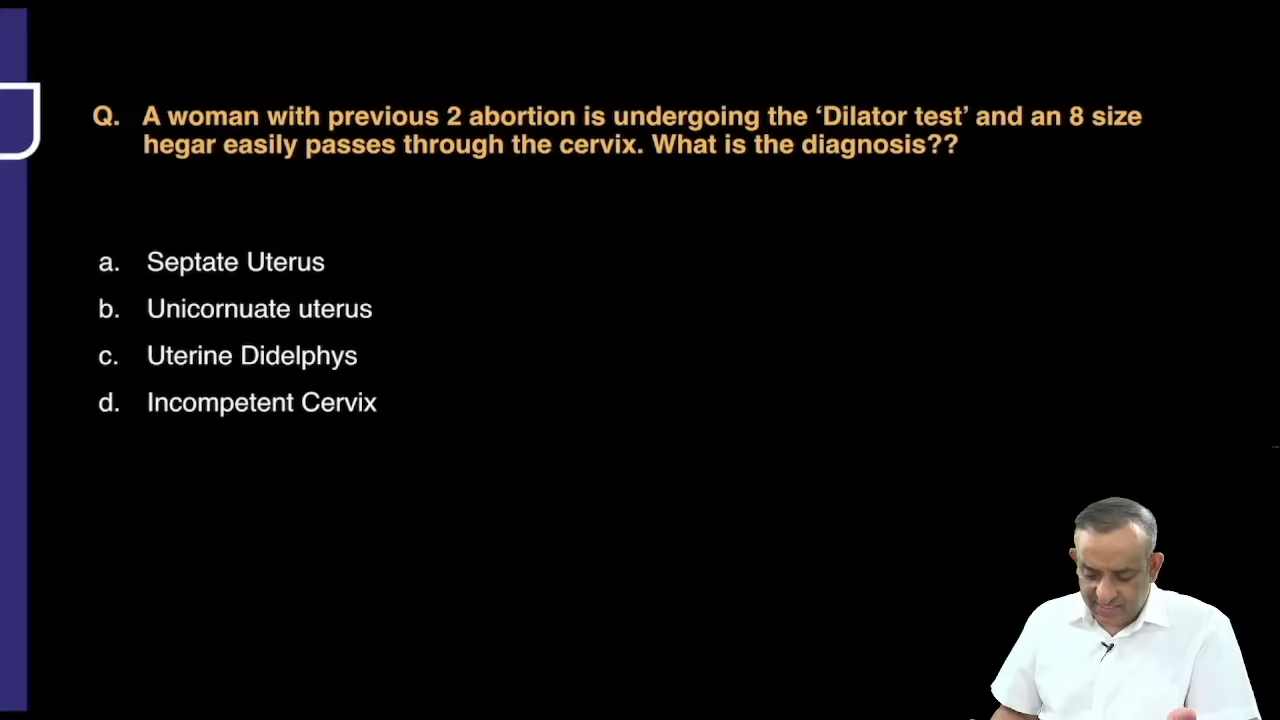 Q. A woman with previous 2 abortion is undergoing the ‘Dilator test’ and an 8 size
hegar easily passes through the cervix. What is the diagnosis??
a. Septate Uterus
b. Unicornuate uterus
c. Uterine Didelphys
d. Incompetent Cervix